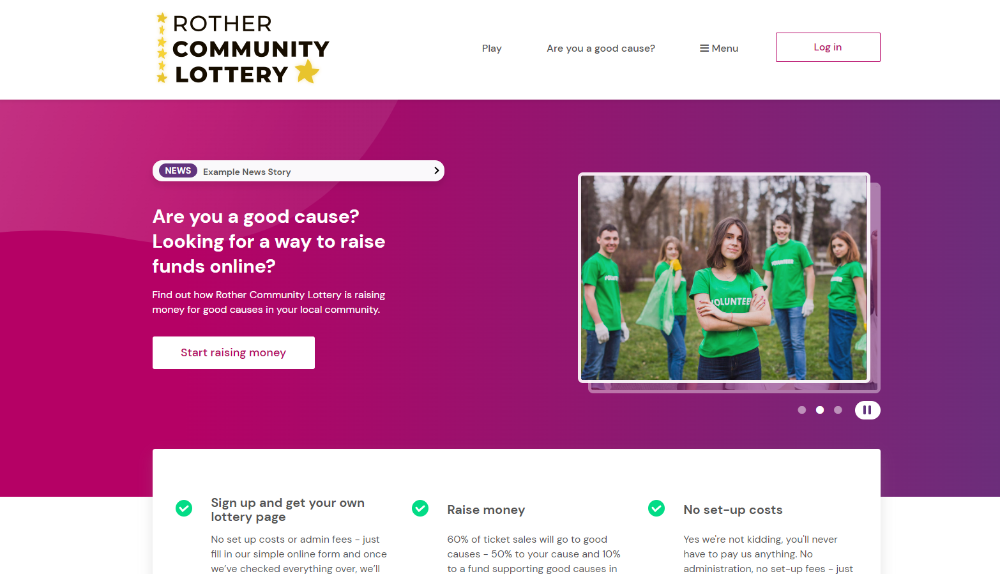 ROTHER
COMMUNITY
LOTTERY
Play
Are you a good cause?
Menu
Log in
NEWS
Example News Story
Are you a good cause?
Looking for a way to raise
funds online?
Find out how Rother Community Lottery is raising
money for good causes in your local community.
Start raising money
VOLUNTEER
VOLUNTEER
Sign up and get your own
lottery page
No set up costs or admin fees - just
fill in our simple online form and once
we've checked everything over, we'll
Raise money
60% of ticket sales will go to good
causes - 50% to your cause and 10%
to a fund supporting good causes in
No set-up costs
Yes we're not kidding, you'll never
have to pay us anything. No
administration, no set-up fees - just